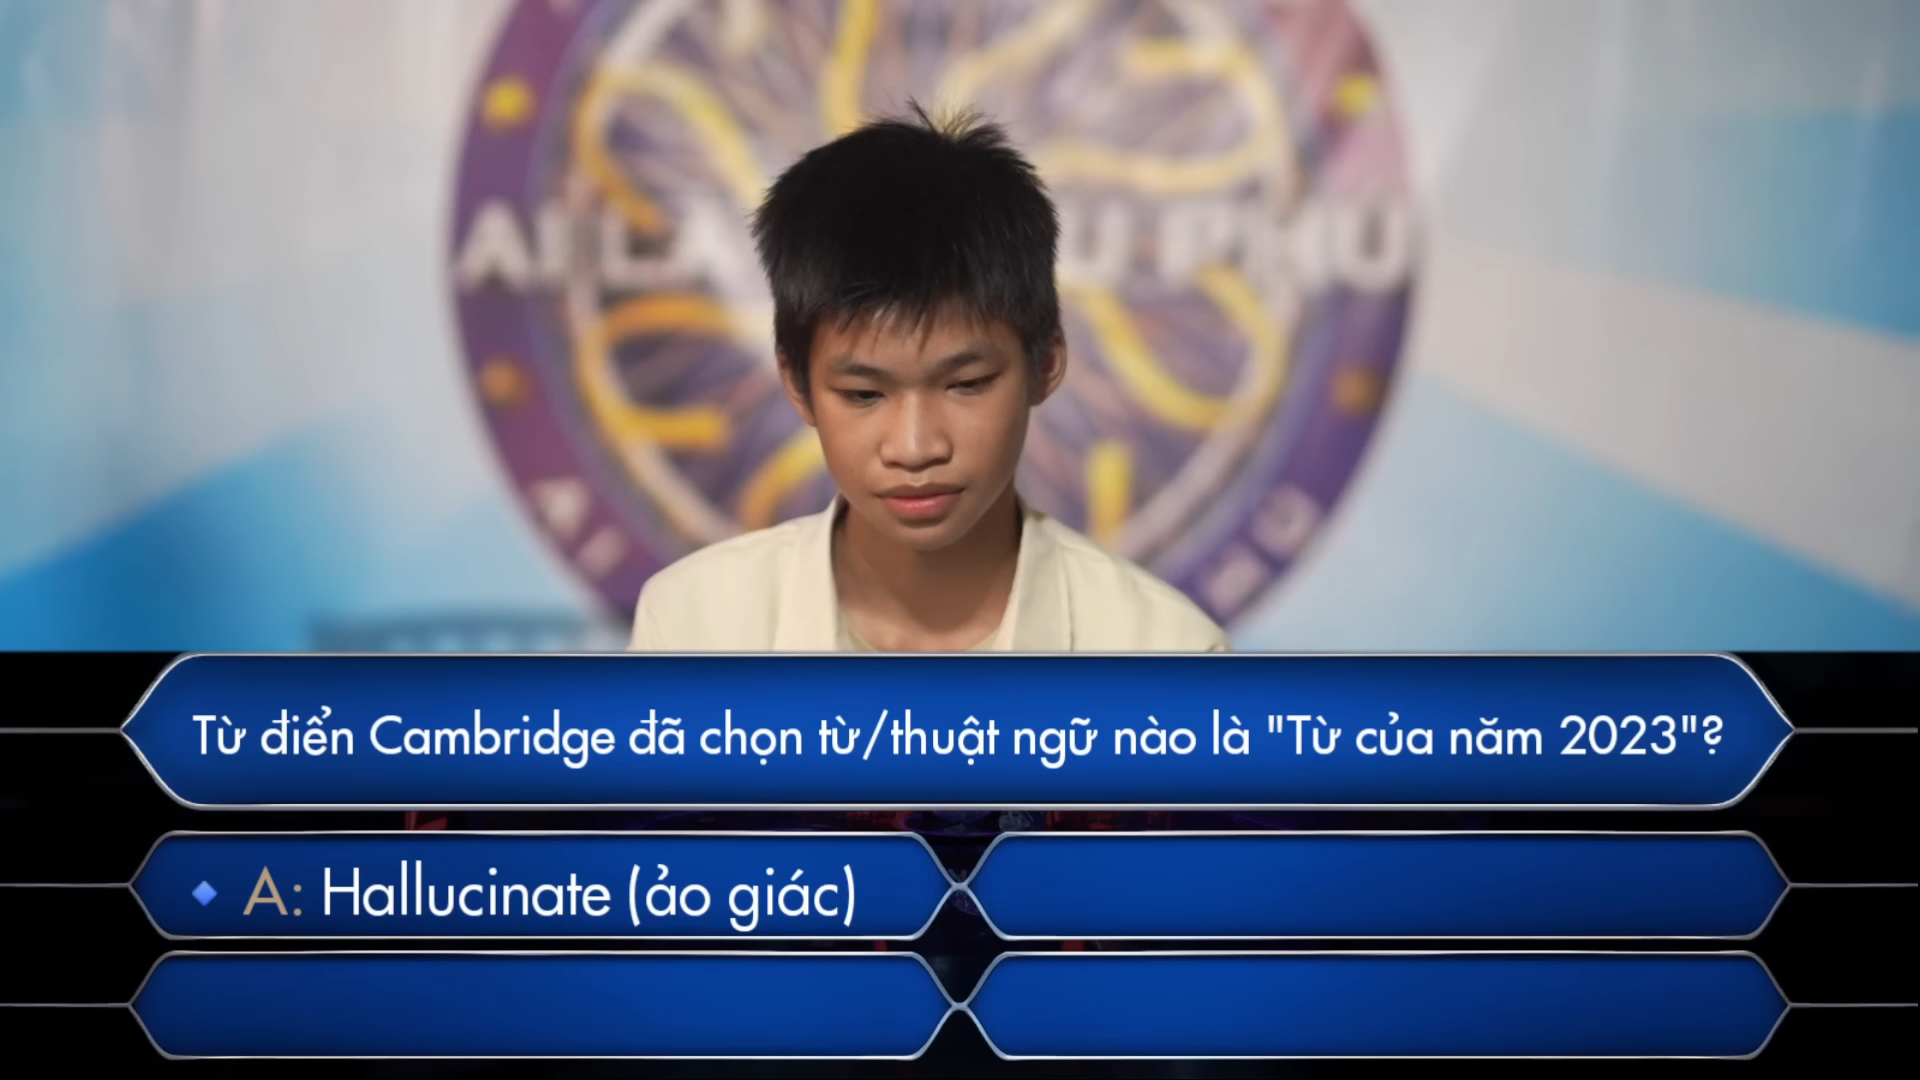 Từ điển Cambridge đã chọn từ/thuật ngữ nào là "Từ của năm 2023"?
A: Hallucinate (ảo giác)